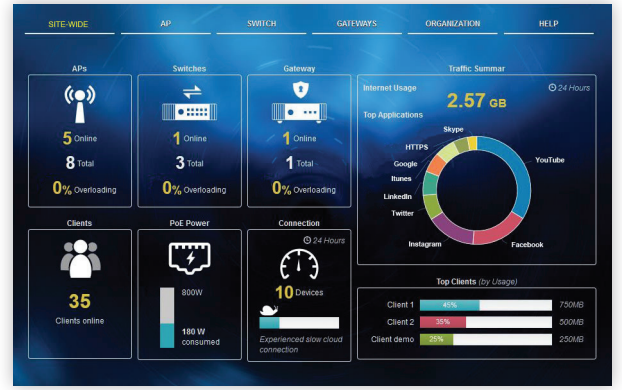 SITE-WIDE
AP
SWITCH
GATEWAYS
ORGANIZATION
HELP
APs
5 Online
8 Total
0% Overloading
Switches
1 Online
3 Total
0% Overloading
Gateway
1 Online
1 Total
0% Overloading
Traffic Summar
Internet Usage
24 Hours
2.57 GB
Top Applications
Skype
HTTPS
Google
Itunes
LinkedIn
Twitter
Instagram
Facebook
YouTube
Clients
35
Clients online
PoE Power
800W
180 W
consumed
Connection
24 Hours
10 Devices
Experienced slow cloud
connection
Top Clients (by Usage)
Client 1 45% 750MB
Client 2 35% 500MB
Client demo 25% 250MB